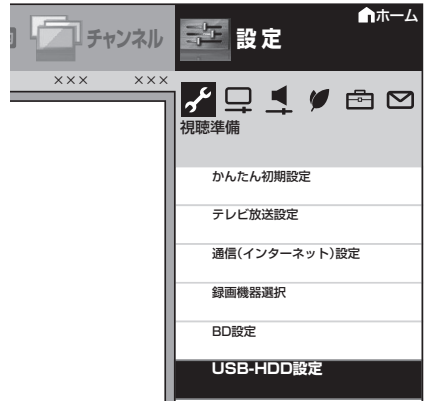 チャンネル
設定
ホーム
××× ×××
視聴準備
かんたん初期設定
テレビ放送設定
通信(インターネット)設定
録画機器選択
BD設定
USB-HDD設定